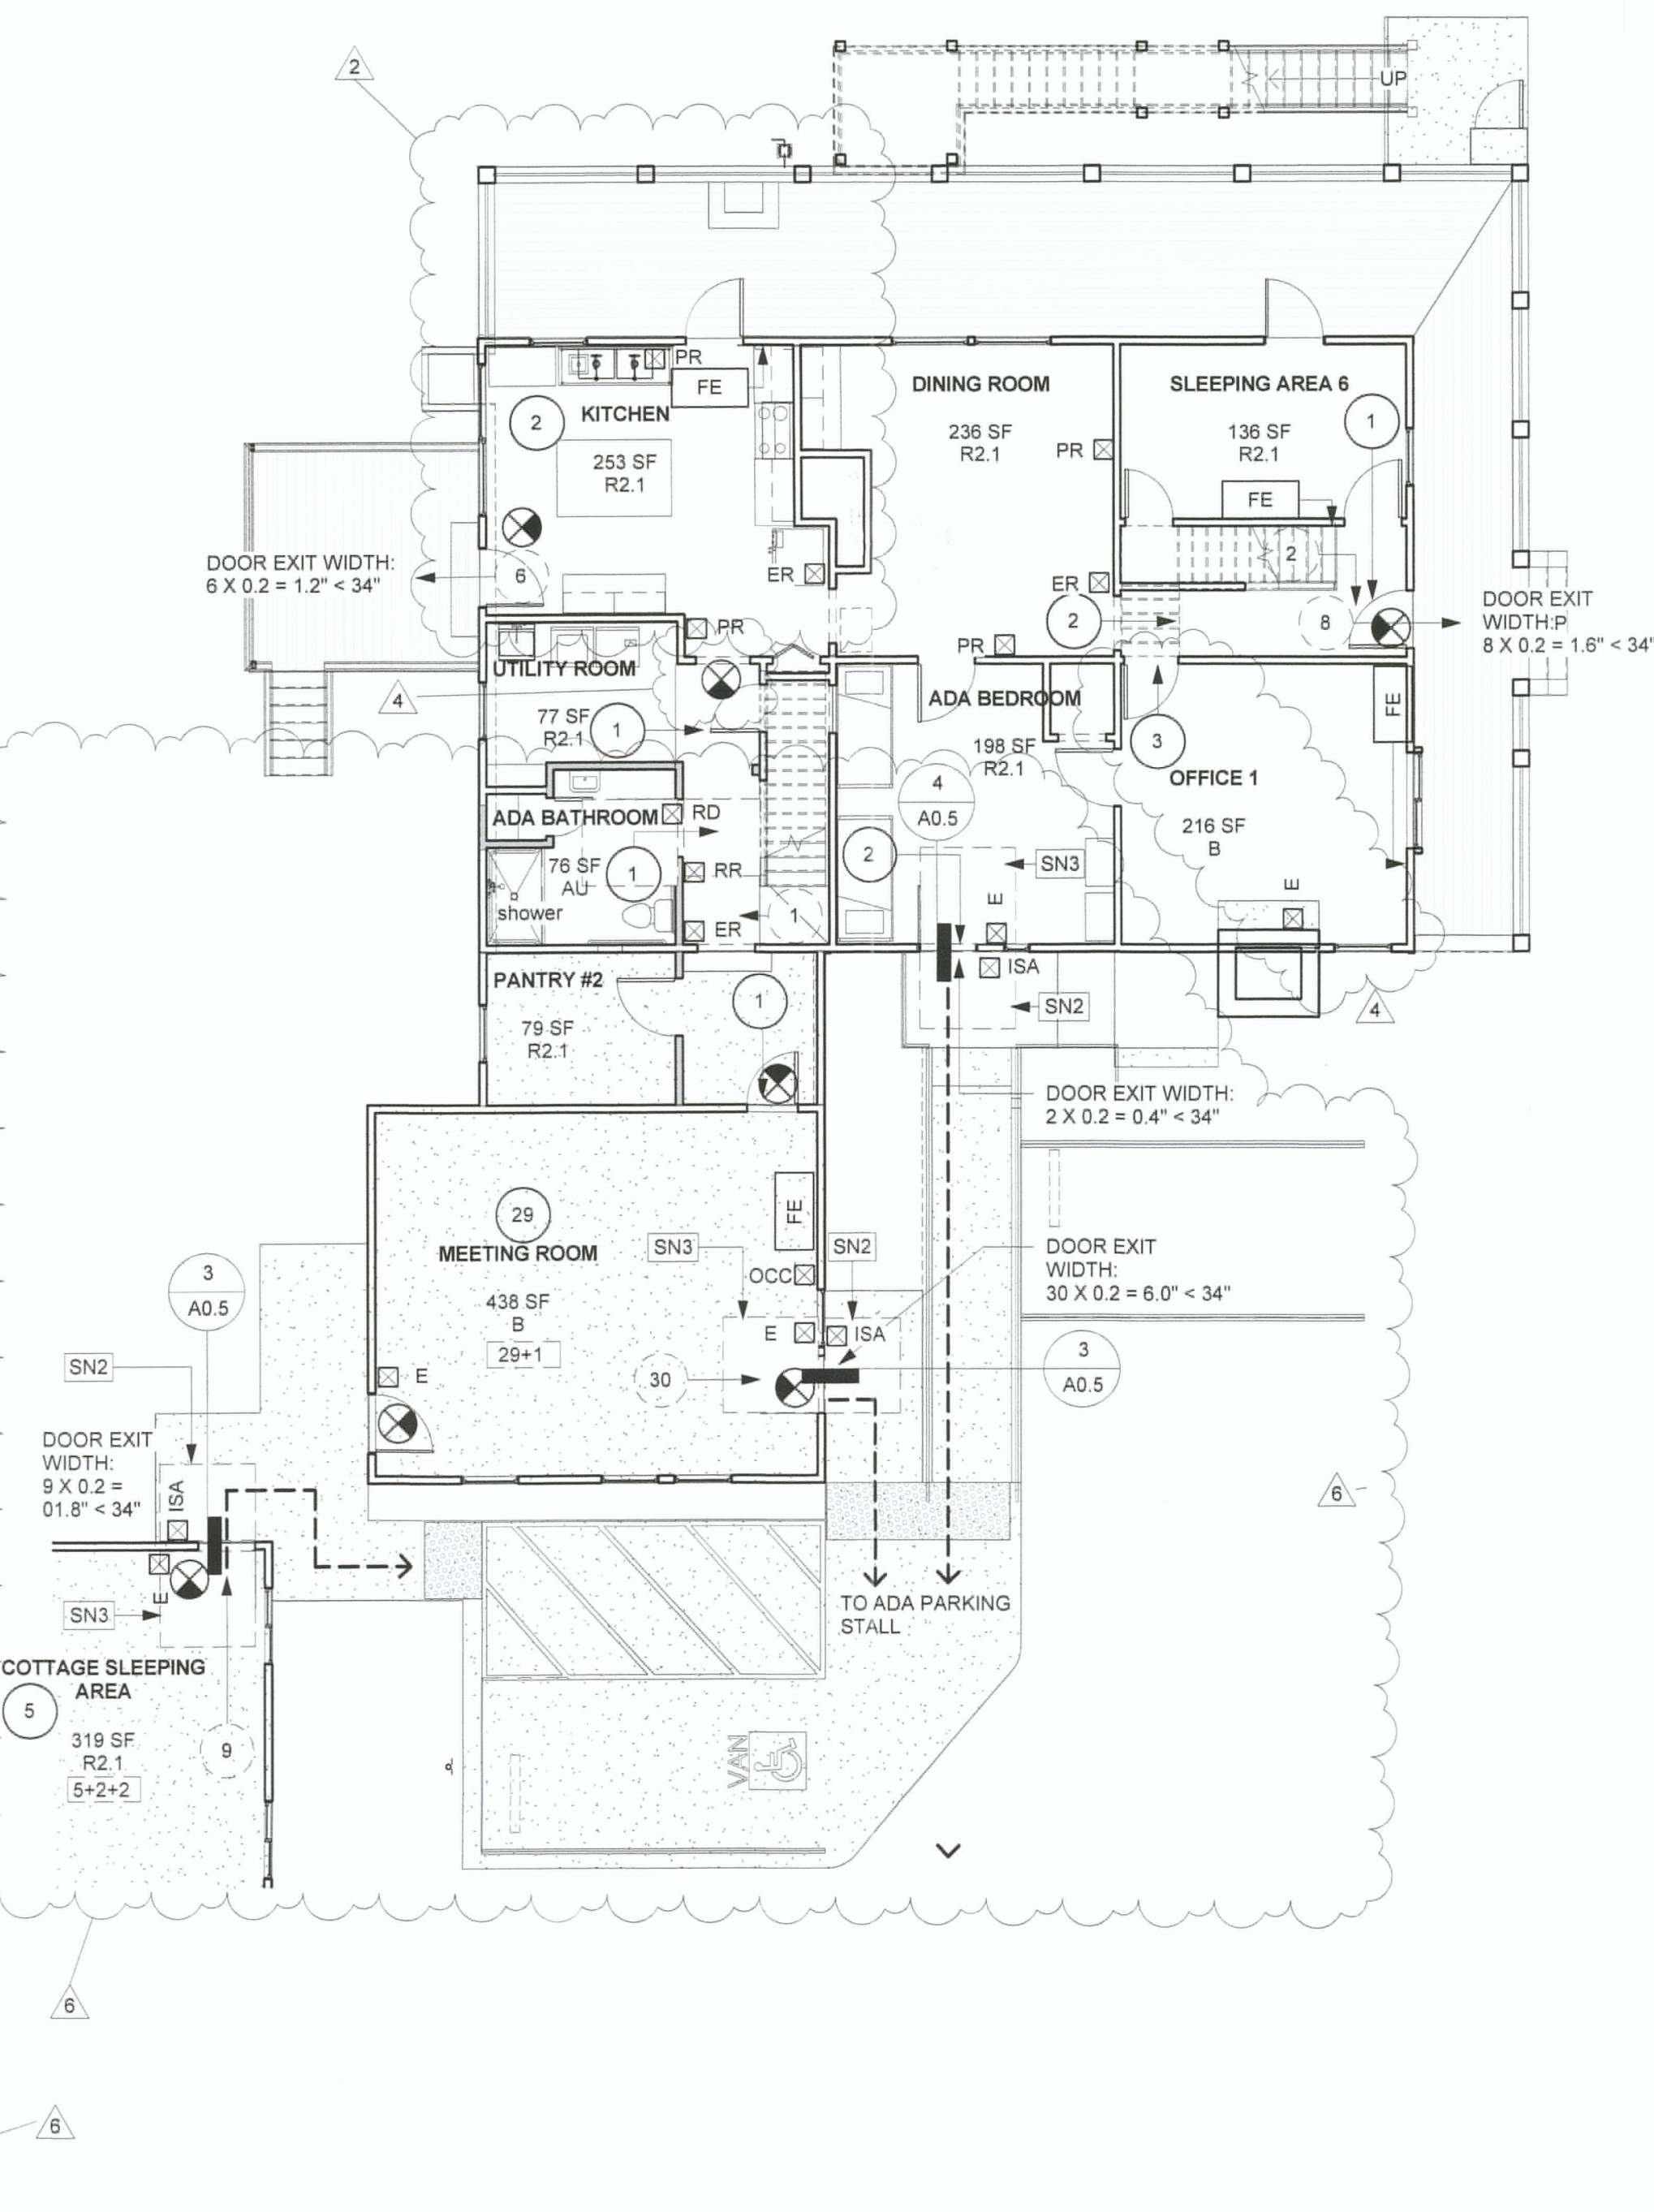 2
UP
PR
FE
KITCHEN
2
253 SF
R2.1
DINING ROOM
236 SF
R2.1
PR
SLEEPING AREA 6
1
136 SF
R2.1
FE
2
DOOR EXIT WIDTH:
6 X 0.2 = 1.2" < 34"
6
ER
ER
2
8
DOOR EXIT
WIDTH:P
8 X 0.2 = 1.6" < 34"
PR
PR
UTILITY ROOM
4
77 SF
R2.1
1
ADA BEDROOM
198 SF
R2.1
3
FE
OFFICE 1
216 SF
B
4
A0.5
ADA BATHROOM
RD
76 SF
AU
1
RR
shower
ER
1
2
SN3
E
E
ISA
SN2
4
PANTRY #2
79 SF
R2.1
1
DOOR EXIT WIDTH:
2 X 0.2 = 0.4" < 34"
29
MEETING ROOM
438 SF
B
29+1
FE
SN3
SN2
OCC
E
ISA
30
E
DOOR EXIT
WIDTH:
30 X 0.2 = 6.0" < 34"
3
A0.5
3
A0.5
SN2
DOOR EXIT
WIDTH:
9 X 0.2 =
01.8" < 34"
ISA
E
SN3
6
TO ADA PARKING
STALL
COTTAGE SLEEPING
AREA
5
319 SF
R2.1
5+2+2
9
VAN
6
6